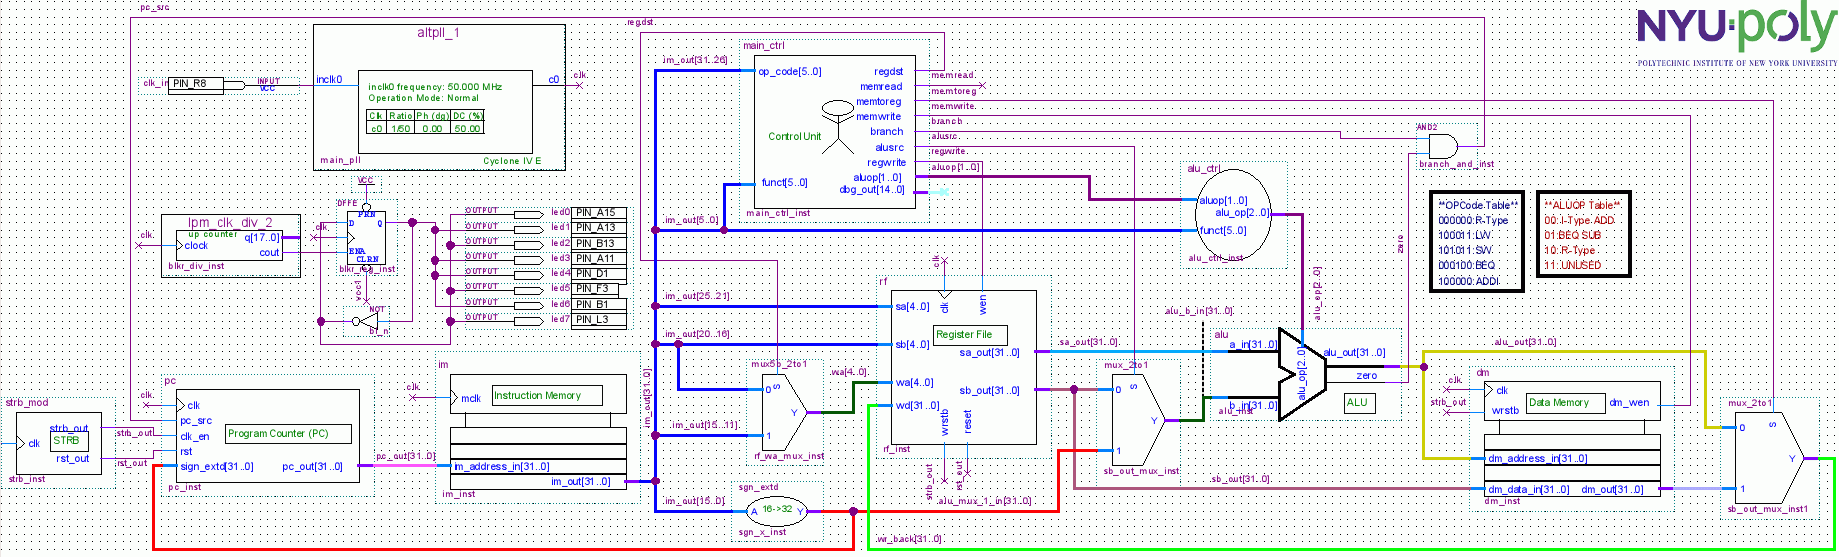 pc_src
regdst
NYU:poly
POLYTECHNIC INSTITUTE OF NEW YORK UNIVERSITY
altpll_1
inclk0
c0
clk
inclk0 frequency: 50.000 MHz
Operation Mode: Normal
Clk Ratio Ph (dg) DC (%)
c0 1/50 0.00 50.00
main_pll
Cyclone IV E
clk_in
PIN_R8
INPUT
VCC
main_ctrl
im_out[31..26]
op_code[5..0]
regdst
memread
memtoreg
memwrite
branch
alusrc
regwrite
aluop[1..0]
dbg_out[14..0]
Control Unit
funct[5..0]
main_ctrl_inst
memread
memtoreg
memwrite
branch
alusrc
regwrite
aluop[1..0]
im_out[5..0]
AND2
branch_and_inst
alu_ctrl
aluop[1..0]
alu_op[2..0]
funct[5..0]
alu_ctrl_inst
zero
alu_op[2..0]
**OPCode Table**
000000:R-Type
100011:LW
101011:SW
000100:BEQ
100000:ADDI
**ALUOP Table**
00: I-Type ADD
01:BEQ SUB
10: R-Type
11: UNUSED
lpm_clk_div_2
up counter
clk
clock
q[17..0]
cout
blkr_div_inst
VCC
DFFE
PRN
D
Q
clk
ENA
CLRN
blkr_reg_inst
vcc1
NOT
bl_n
OUTPUT led0 PIN_A15
OUTPUT led1 PIN_A13
OUTPUT led2 PIN_B13
OUTPUT led3 PIN_A11
OUTPUT led4 PIN_D1
OUTPUT led5 PIN_F3
OUTPUT led6 PIN_B1
OUTPUT led7 PIN_L3
strb_mod
strb_out
clk
STRB
rst_out
strb_inst
strb_out
rst_out
pc
clk
clk
pc_src
clk_en
rst
sign_extd[31..0]
Program Counter (PC)
pc_out[31..0]
pc_inst
pc_out[31..0]
im
clk
mclk
Instruction Memory
im_address_in[31..0]
im_out[31..0]
im_inst
im_out[31..0]
im_out[25..21]
im_out[20..16]
im_out[15..11]
im_out[15..0]
mux5b_2to1
0
S
Y
1
rf_wa_mux_inst
wa[4..0]
sgn_extd
A
16->32
Y
sgn_x_inst
rf
clk
clk
wen
sa[4..0]
Register File
sb[4..0]
sa_out[31..0]
wa[4..0]
sb_out[31..0]
wd[31..0]
wrstb
reset
rf_inst
strb_out
rst_out
sa_out[31..0]
mux_2to1
0
S
Y
1
sb_out_mux_inst
alu_mux_1_in[31..0]
wr_back[31..0]
sb_out[31..0]
alu_b_in[31..0]
alu
a_in[31..0]
alu_op[2..0]
b_in[31..0]
alu_out[31..0]
zero
ALU
alu_inst
alu_out[31..0]
dm
clk
clk
strb_out
wrstb
Data Memory
dm_wen
dm_address_in[31..0]
dm_data_in[31..0]
dm_out[31..0]
dm_inst
mux_2to1
0
S
Y
1
sb_out_mux_inst1